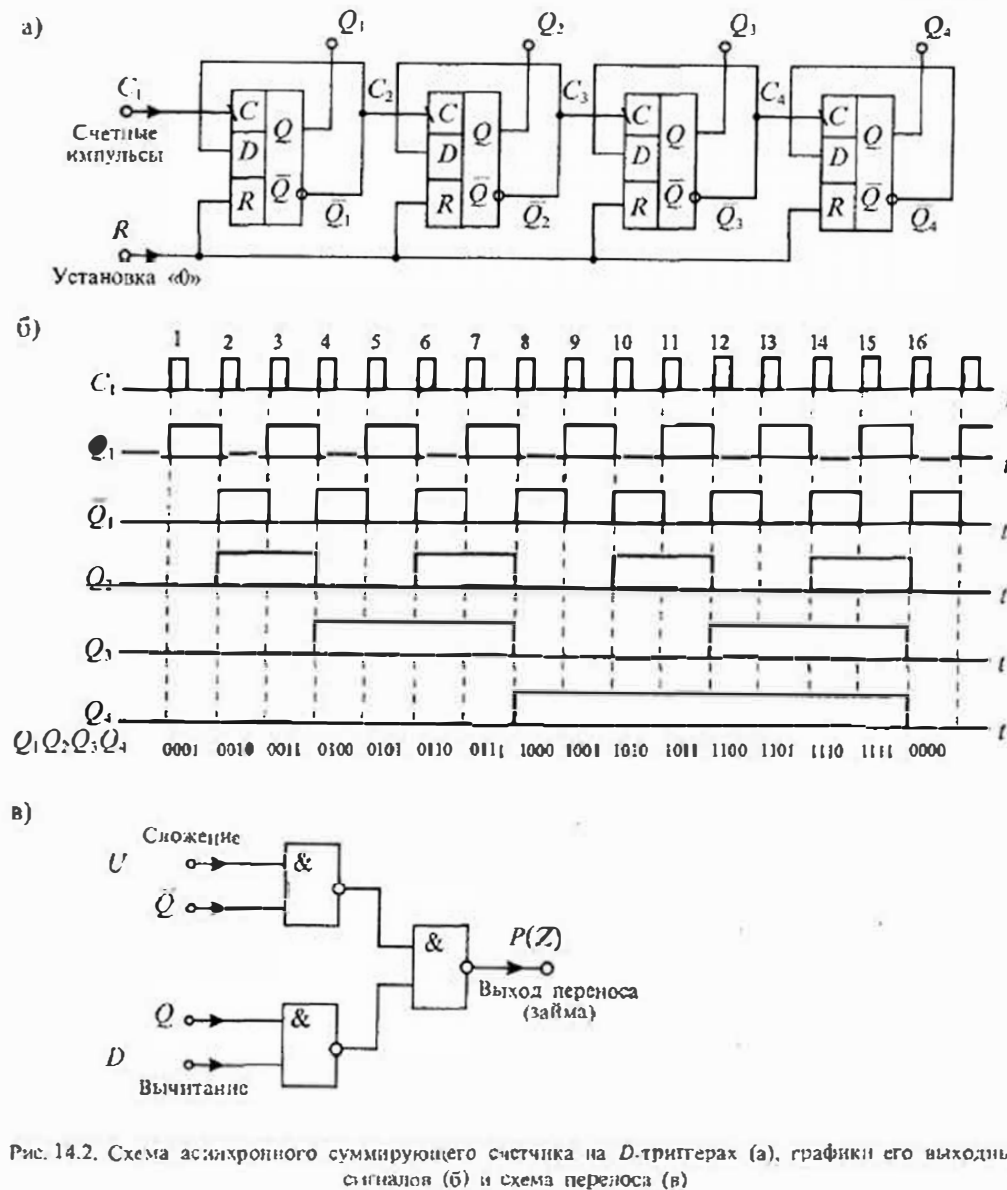 а)
Q₁ Q₂ Q₃ Q₄
C₁ C₂ C₃ C₄
C Q C Q C Q C Q
Счетные
импульсы
D D D D
R Q̄ R Q̄ R Q̄ R Q̄
Q̄₁ Q̄₂ Q̄₃ Q̄₄
R
Установка «0»
б)
1 2 3 4 5 6 7 8 9 10 11 12 13 14 15 16
C₁
Q̄₁
Q₂ t
Q₃ t
Q₄ t
Q₁Q₂Q₃Q₄ 0001 0010 0011 0100 0101 0110 0111 1000 1001 1010 1011 1100 1101 1110 1111 0000
в)
Сложение
U &
Q̄
& P(Z)
Выход переноса
(займа)
Q &
D
Вычитание
Рис. 14.2. Схема асинхронного суммирующего счетчика на D-триггерах (а), графики его выходны
сигналов (б) и схема переноса (в)